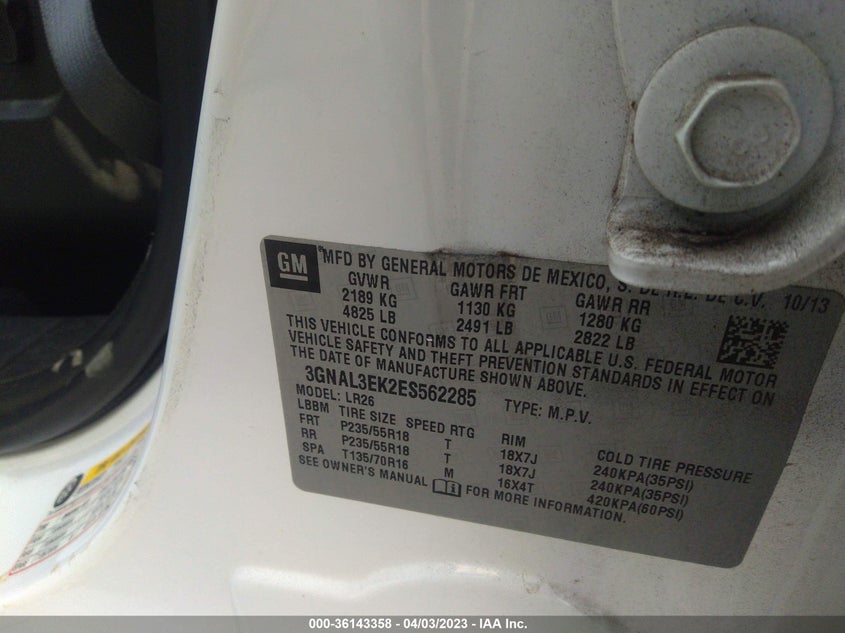 GM
MFD BY GENERAL MOTORS DE MEXICO, S. DE R.L. DE C.V. 10/13
GVWR GAWR FRT GAWR RR
2189 KG 1130 KG 1280 KG
4825 LB 2491 LB 2822 LB
THIS VEHICLE CONFORMS TO ALL APPLICABLE U.S. FEDERAL MOTOR
VEHICLE SAFETY AND THEFT PREVENTION STANDARDS IN EFFECT ON
THE DATE OF MANUFACTURE SHOWN ABOVE.
3GNAL3EK2ES562285 TYPE: M.P.V.
MODEL: LR26
LBBM TIRE SIZE SPEED RTG RIM COLD TIRE PRESSURE
FRT P235/55R18 T 18X7J 240KPA(35PSI)
RR P235/55R18 T 18X7J 240KPA(35PSI)
SPA T135/70R16 M 16X4T 420KPA(60PSI)
SEE OWNER'S MANUAL FOR MORE INFORMATION.
000-36143358 - 04/03/2023 - IAA Inc.